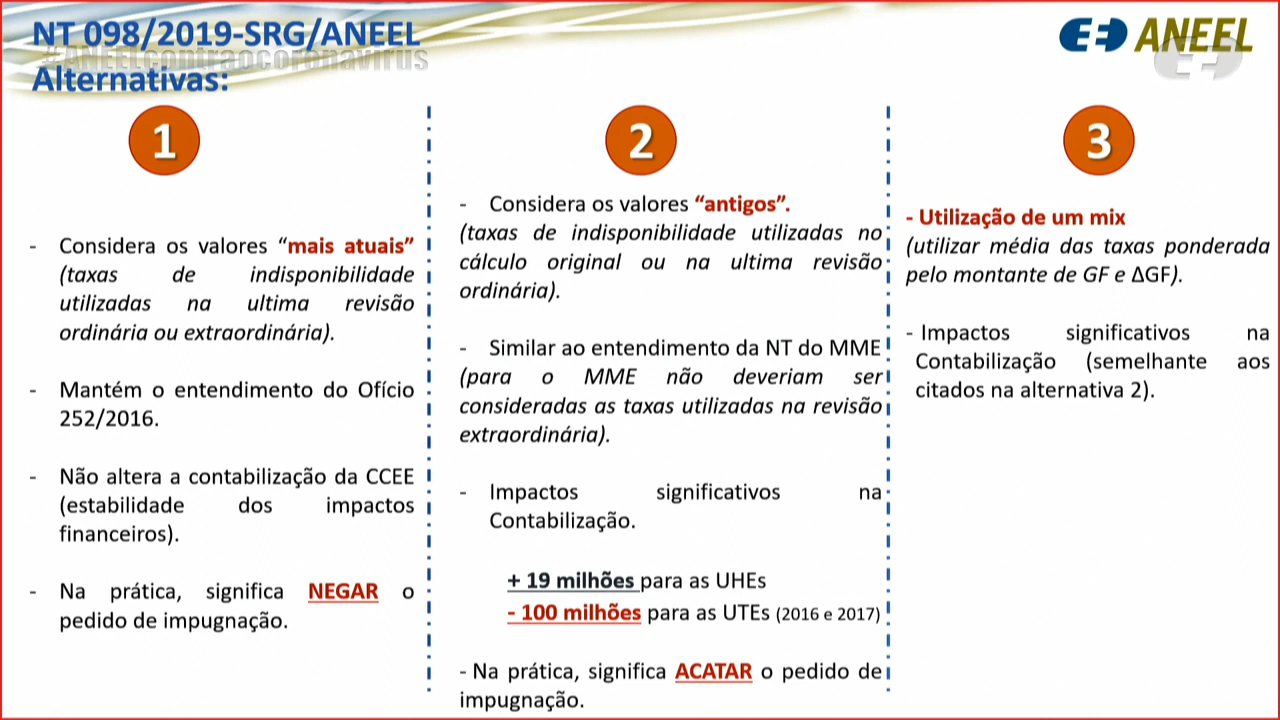 NT 098/2019-SRG/ANEEL
#ANEELcontraocoronavirus
Alternativas:
ANEEL
1
- Considera os valores “mais atuais”
(taxas de indisponibilidade
utilizadas na ultima revisão
ordinária ou extraordinária).
- Mantém o entendimento do Ofício
252/2016.
- Não altera a contabilização da CCEE
(estabilidade dos impactos
financeiros).
- Na prática, significa NEGAR o
pedido de impugnação.
2
- Considera os valores “antigos”.
(taxas de indisponibilidade utilizadas no
cálculo original ou na ultima revisão
ordinária).
- Similar ao entendimento da NT do MME
(para o MME não deveriam ser
consideradas as taxas utilizadas na revisão
extraordinária).
- Impactos significativos na
Contabilização.
+ 19 milhões para as UHEs
- 100 milhões para as UTEs (2016 e 2017)
- Na prática, significa ACATAR o pedido de
impugnação.
3
- Utilização de um mix
(utilizar média das taxas ponderada
pelo montante de GF e ΔGF).
- Impactos significativos na
Contabilização (semelhante aos
citados na alternativa 2).